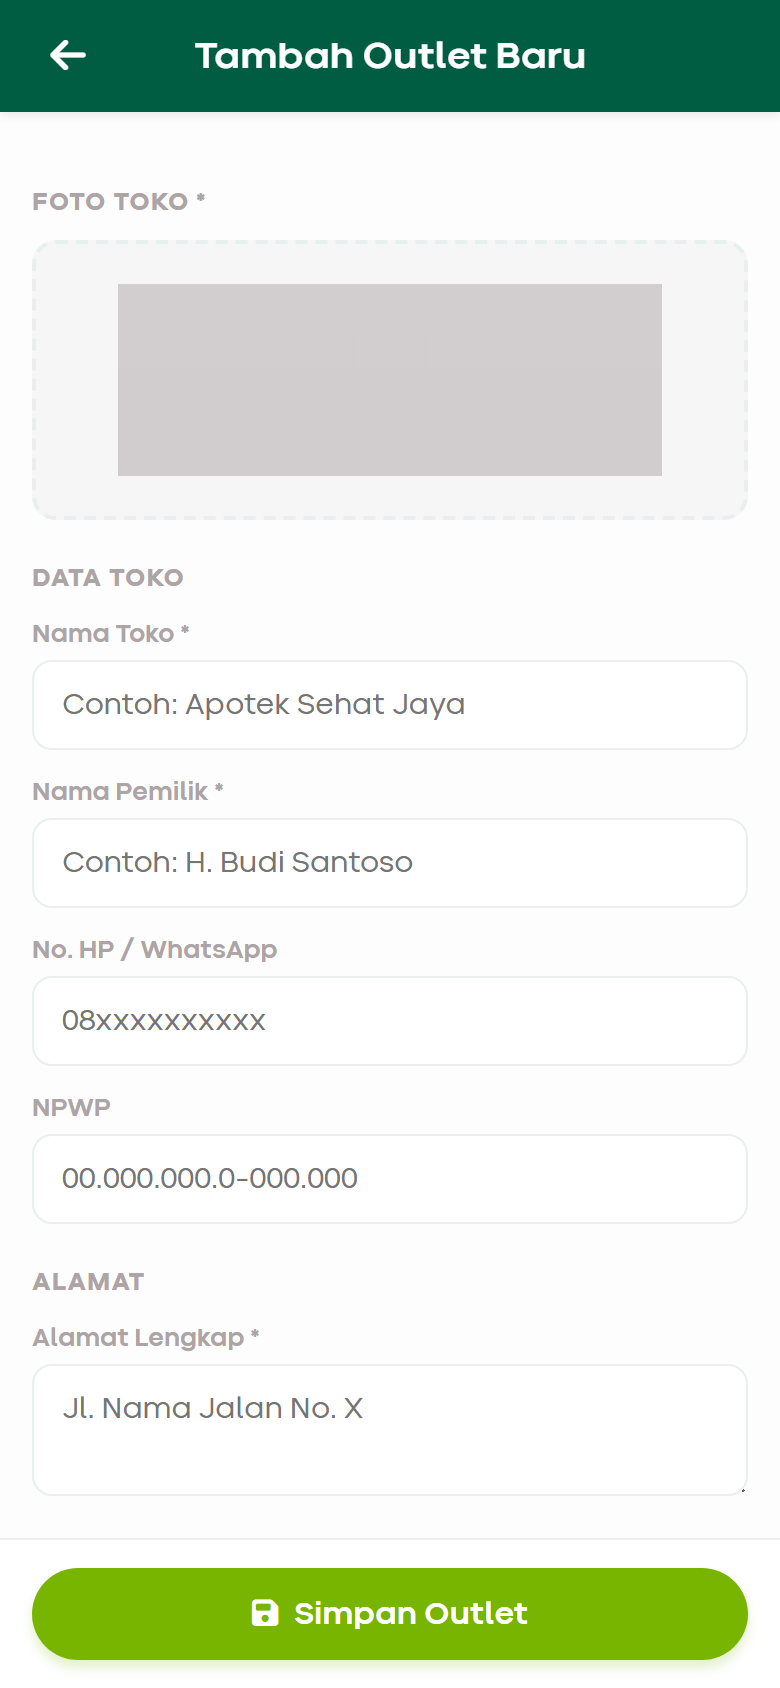 Tambah Outlet Baru
FOTO TOKO *
DATA TOKO
Nama Toko *
Contoh: Apotek Sehat Jaya
Nama Pemilik *
Contoh: H. Budi Santoso
No. HP / WhatsApp
08xxxxxxxxxx
NPWP
00.000.000.0-000.000
ALAMAT
Alamat Lengkap *
Jl. Nama Jalan No. X
Simpan Outlet